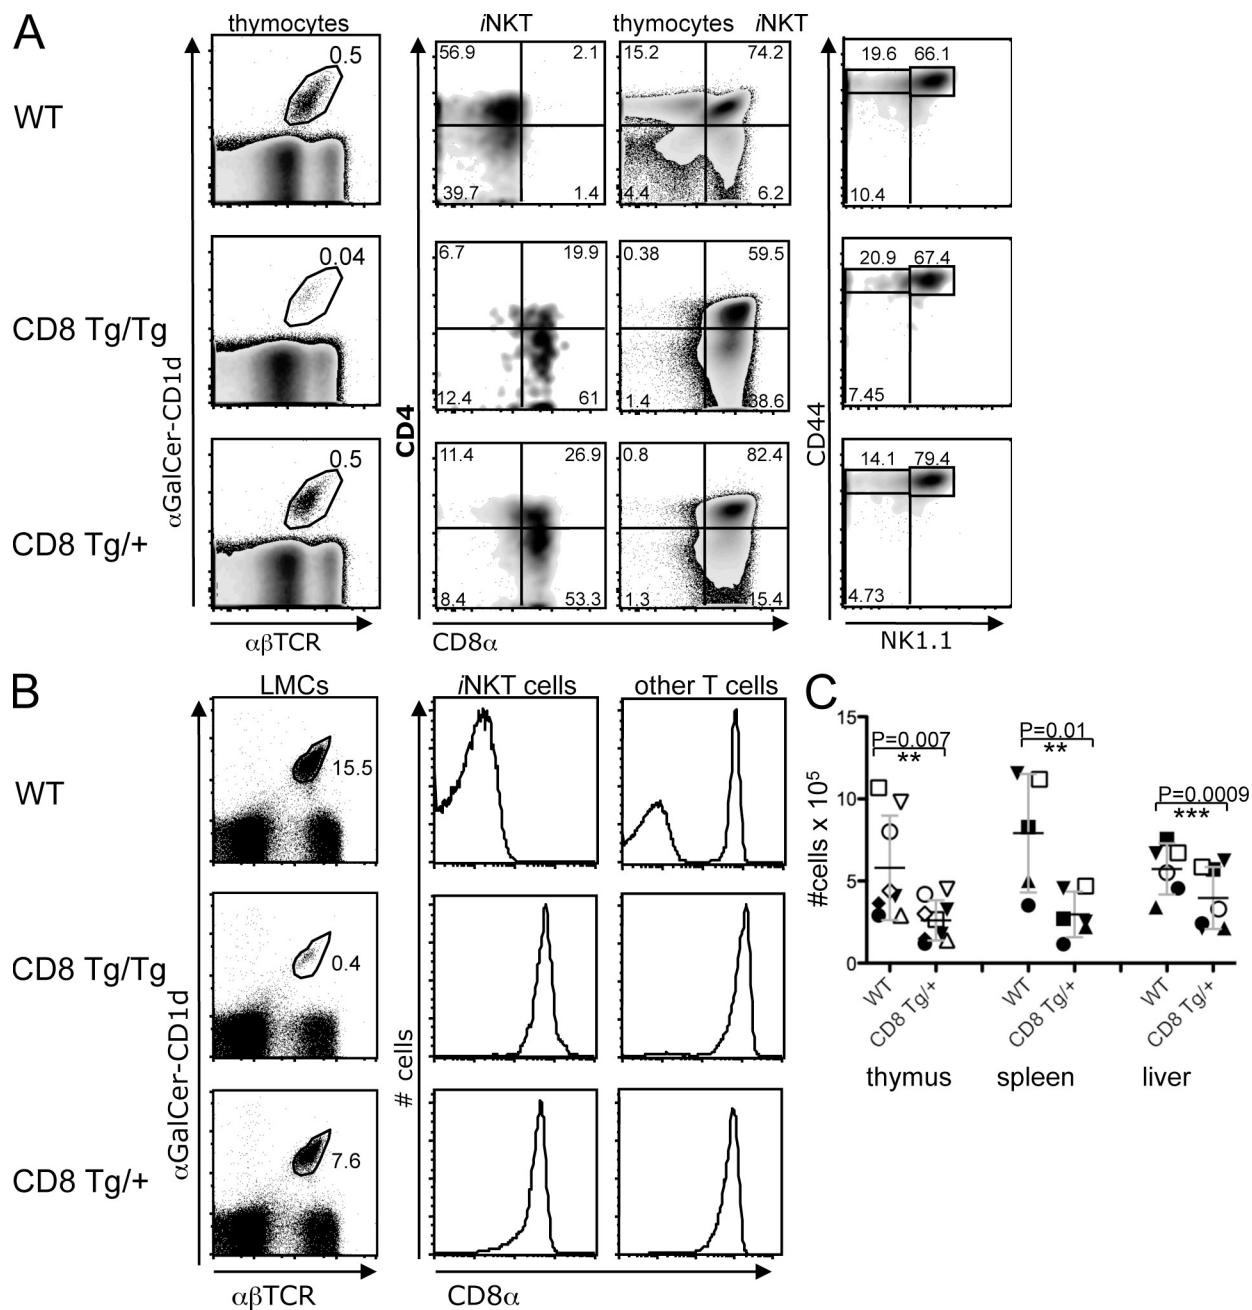 A
thymocytes
iNKT
thymocytes
iNKT
WT
0.5
56.9 2.1
39.7 1.4
15.2 74.2
4.4 6.2
19.6 66.1
10.4
CD8 Tg/Tg
0.04
6.7 19.9
12.4 61
0.38 59.5
1.4 38.6
20.9 67.4
7.45
CD8 Tg/+
0.5
11.4 26.9
8.4 53.3
0.8 82.4
1.3 15.4
14.1 79.4
4.73
αGalCer-CD1d
CD4
CD44
αβTCR
CD8α
NK1.1
B
LMCs
iNKT cells
other T cells
WT
15.5
CD8 Tg/Tg
0.4
CD8 Tg/+
7.6
αGalCer-CD1d
# cells
αβTCR
CD8α
C
#cells x 10⁵
15
10
5
0
P=0.007
**
P=0.01
**
P=0.0009
***
WT
CD8 Tg/+
WT
CD8 Tg/+
WT
CD8 Tg/+
thymus
spleen
liver